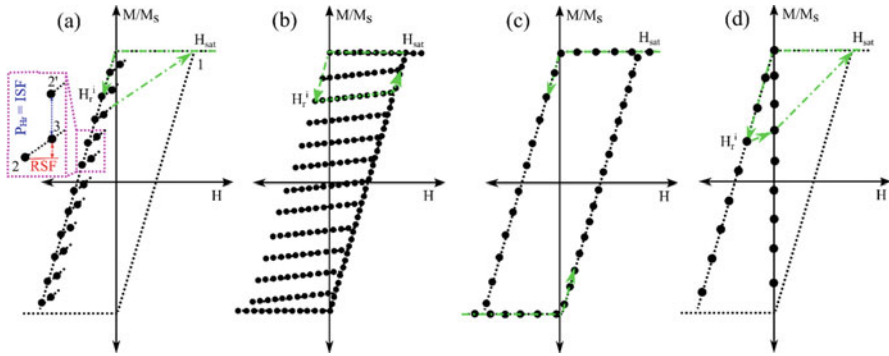 (a)
M/Ms
Hsat
1
2'
Hri
PHr = ISF
3
2
RSF
H
(b)
M/Ms
Hsat
Hri
H
(c)
M/Ms
Hsat
H
(d)
M/Ms
Hsat
Hri
H